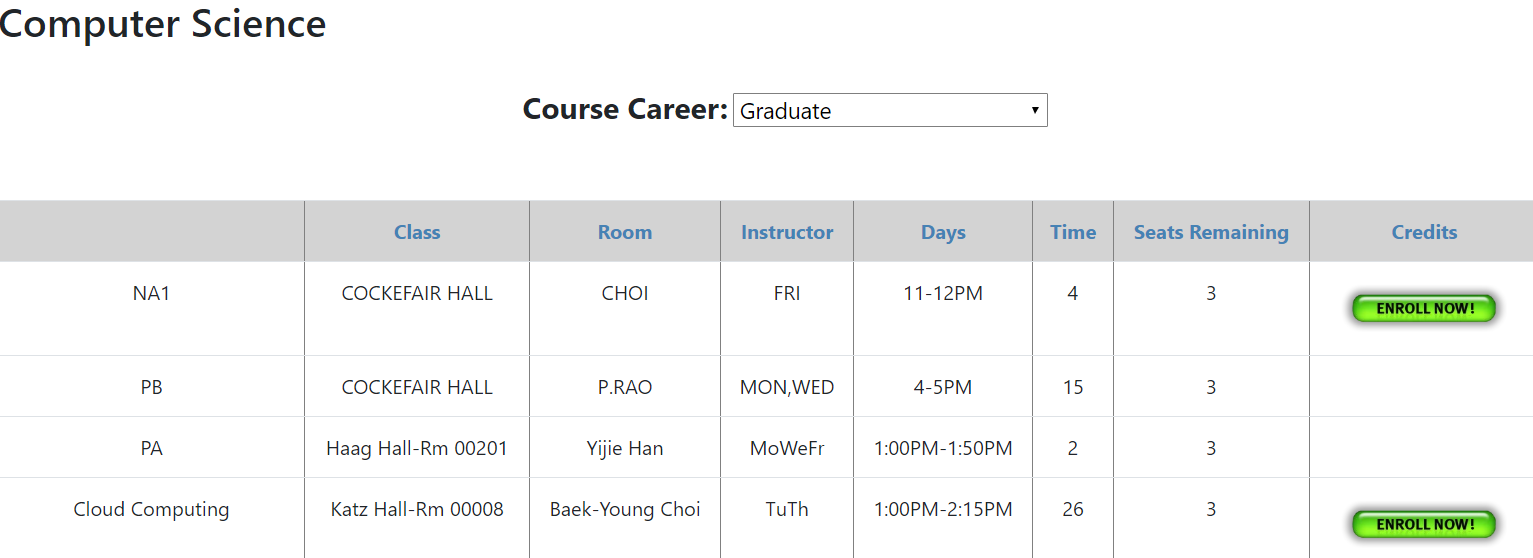 Computer Science
Course Career: Graduate
Class Room Instructor Days Time Seats Remaining Credits
NA1 COCKEFAIR HALL CHOI FRI 11-12PM 4 3 ENROLL NOW!
PB COCKEFAIR HALL P.RAO MON,WED 4-5PM 15 3
PA Haag Hall-Rm 00201 Yijie Han MoWeFr 1:00PM-1:50PM 2 3
Cloud Computing Katz Hall-Rm 00008 Baek-Young Choi TuTh 1:00PM-2:15PM 26 3 ENROLL NOW!